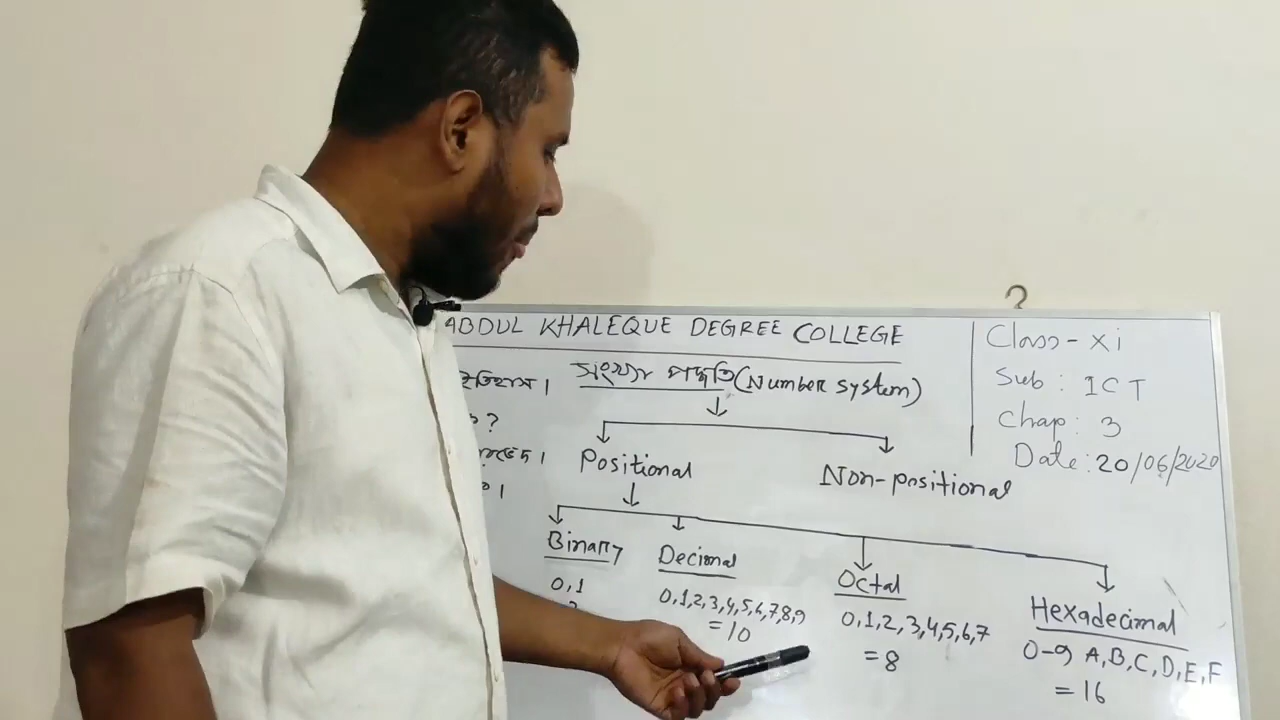 ABDUL KHALEQUE DEGREE COLLEGE
Class - xi
Sub : ICT
Chap : 3
Date : 20/06/2020
ইতিহাস।
?
সংখ্যা পদ্ধতি (Number system)
Positional
Non-positional
Binary
0,1
Decimal
0,1,2,3,4,5,6,7,8,9
=10
Octal
0,1,2,3,4,5,6,7
=8
Hexadecimal
0-9 A,B,C,D,E,F
=16